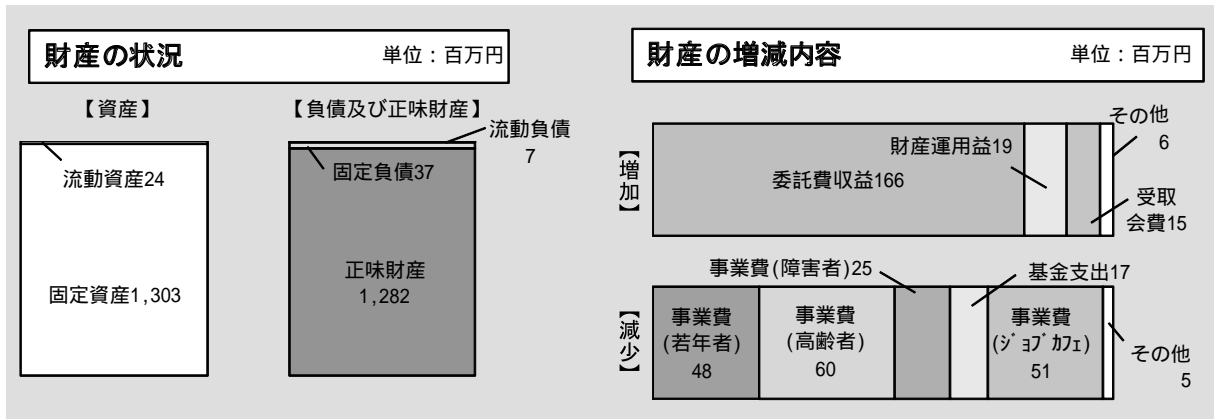 財産の状況 単位：百万円
【資産】
【負債及び正味財産】
流動負債
7
流動資産24
固定負債37
固定資産1,303
正味財産
1,282
財産の増減内容 単位：百万円
【増加】
委託費収益166
財産運用益19
その他
6
受取
会費15
【減少】
事業費(障害者)25
基金支出17
事業費
(若年者)
48
事業費
(高齢者)
60
事業費
(ｼﾞｮﾌﾞｶﾌｪ)
51
その他
5